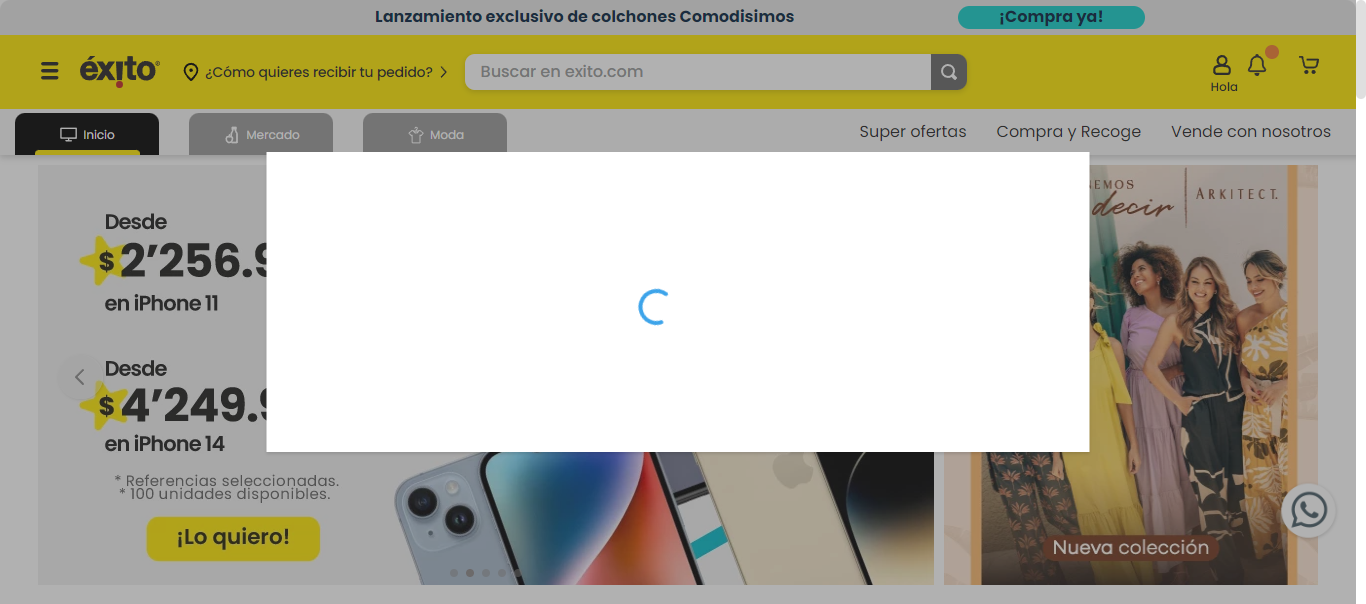 Lanzamiento exclusivo de colchones Comodisimos
¡Compra ya!
éxito
¿Cómo quieres recibir tu pedido?
Buscar en exito.com
Hola
Inicio
Mercado
Moda
Super ofertas
Compra y Recoge
Vende con nosotros
Desde
$ 2’256.9
en iPhone 11
Desde
$ 4’249.9
en iPhone 14
* Referencias seleccionadas.
* 100 unidades disponibles.
¡Lo quiero!
EMOS
decir
ARKITECT.
Nueva colección